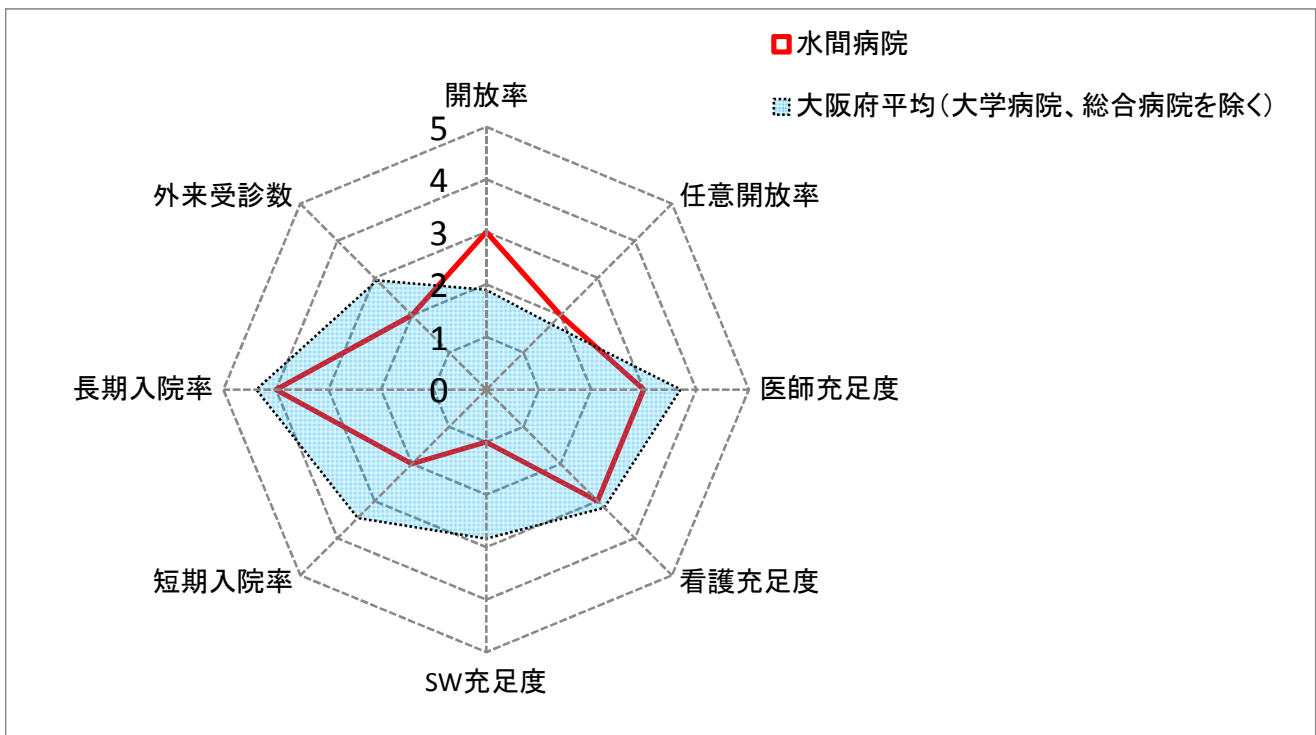 水間病院
大阪府平均(大学病院、総合病院を除く)
開放率
5
4
3
2
1
0
任意開放率
医師充足度
看護充足度
SW充足度
短期入院率
長期入院率
外来受診数